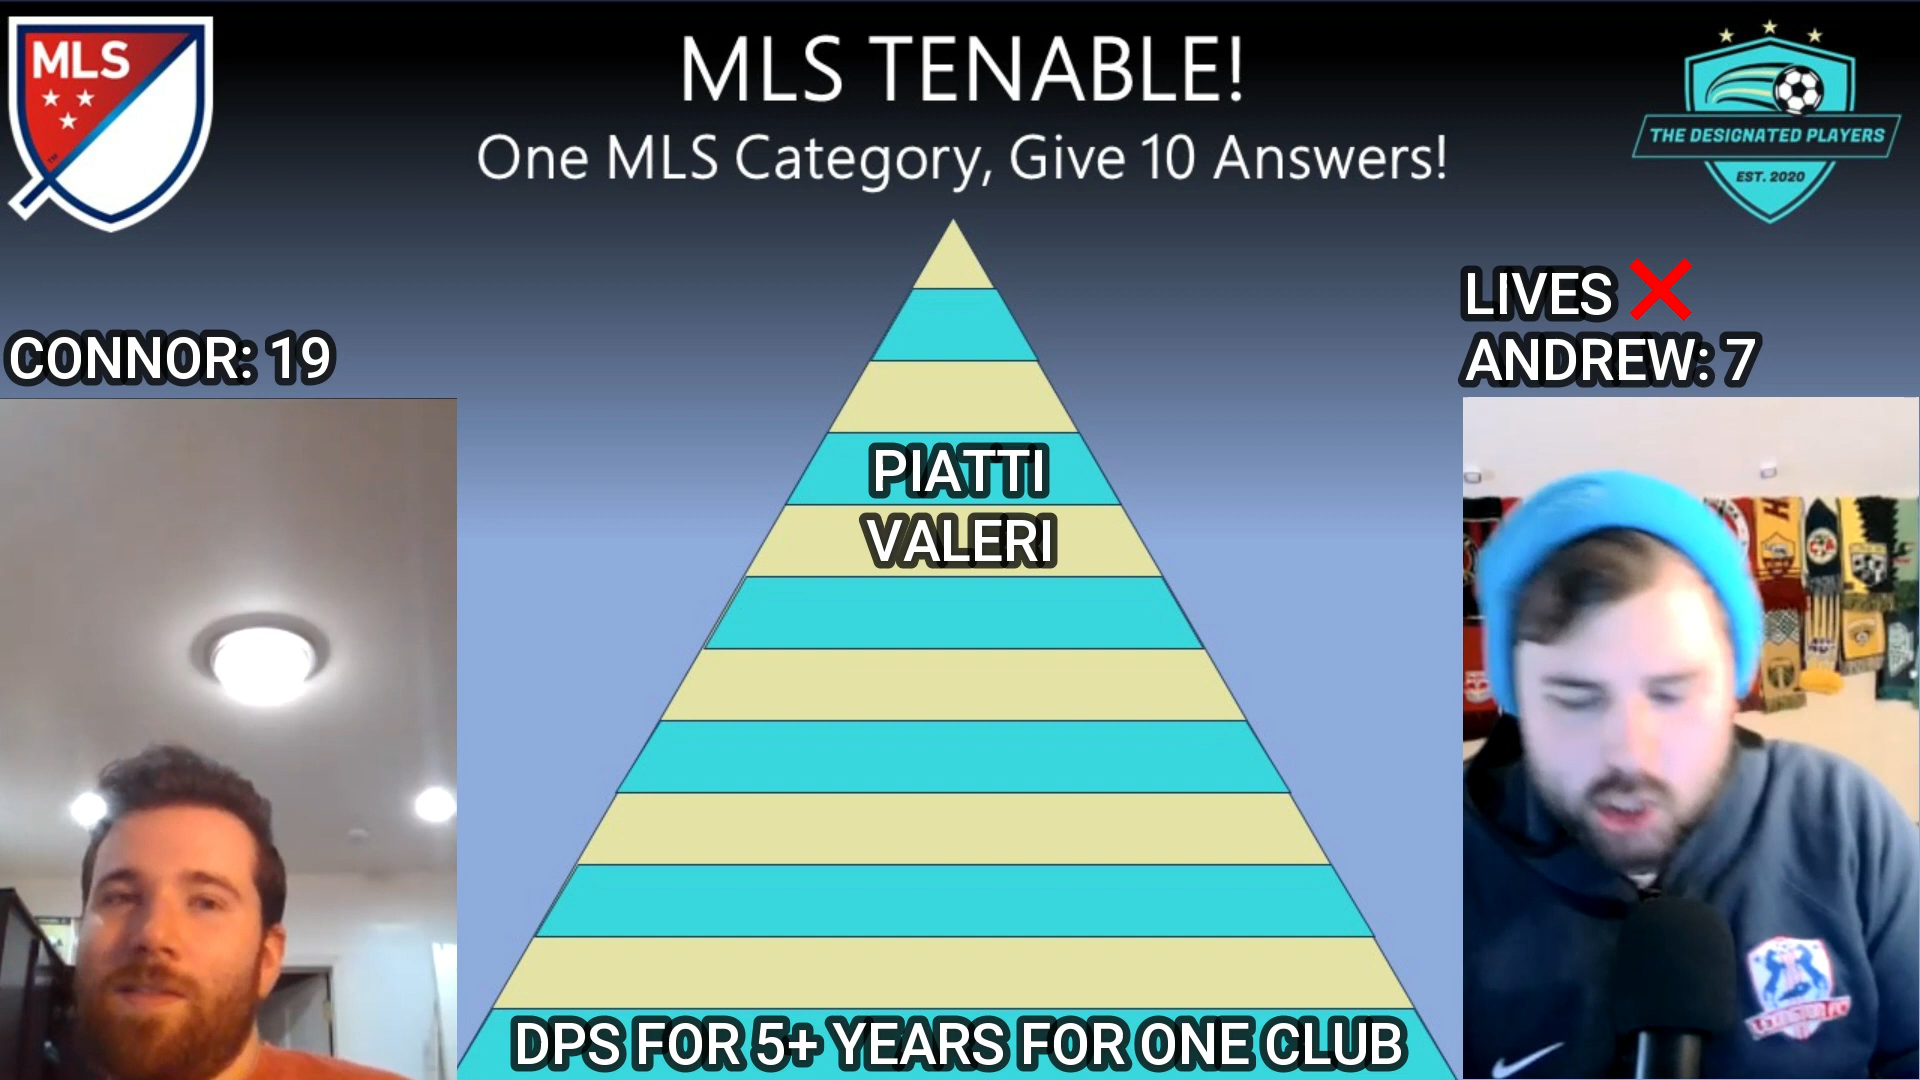 MLS
MLS TENABLE!
One MLS Category, Give 10 Answers!
THE DESIGNATED PLAYERS
EST. 2020
LIVES ❌
ANDREW: 7
CONNOR: 19
PIATTI
VALERI
DPS FOR 5+ YEARS FOR ONE CLUB